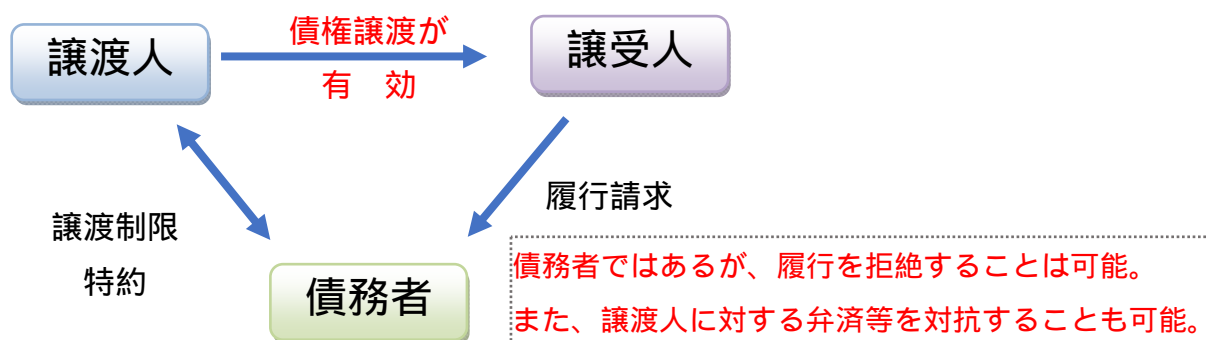 譲渡人
債権譲渡が
有　効
譲受人
譲渡制限
特約
履行請求
債務者
債務者ではあるが、履行を拒絶することは可能。
また、譲渡人に対する弁済等を対抗することも可能。